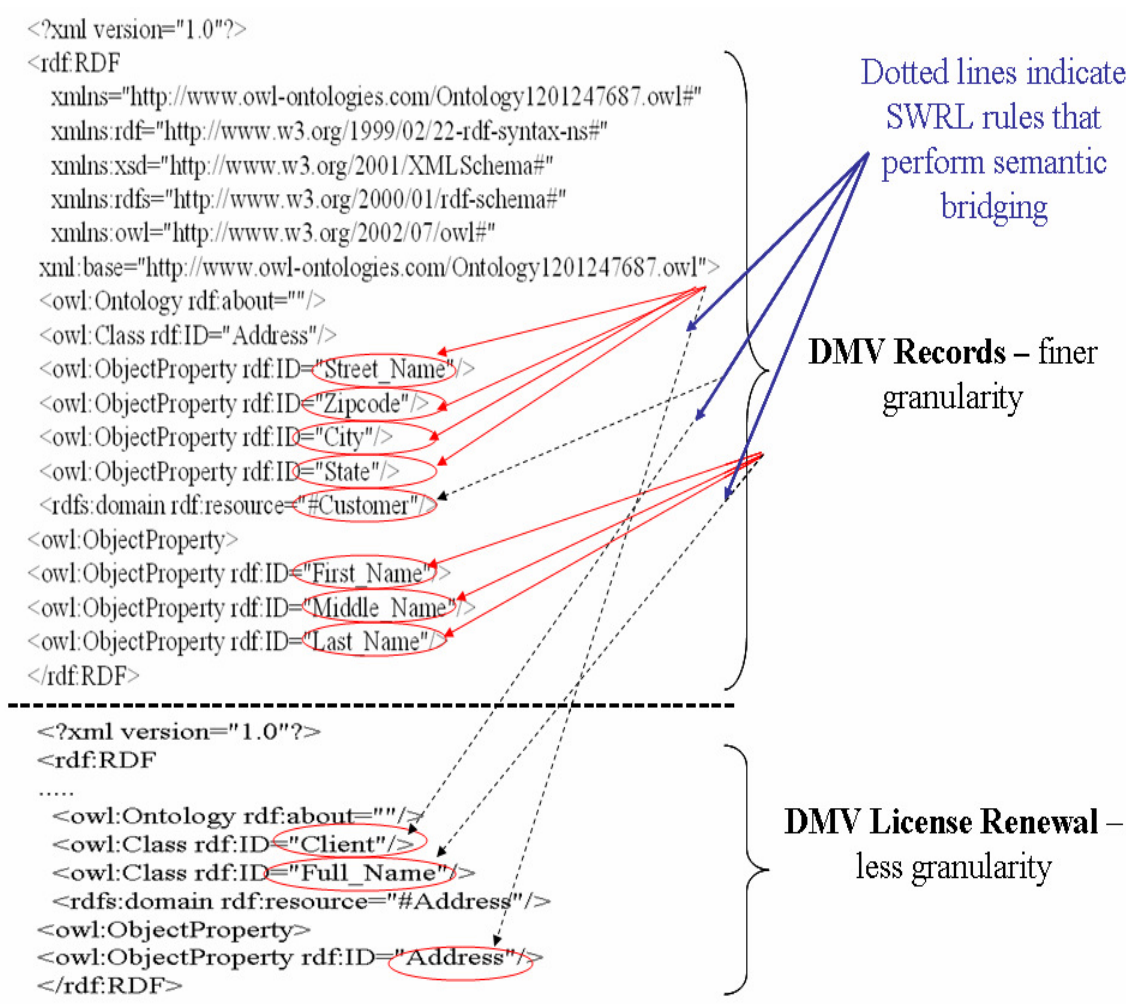 <?xml version="1.0"?>
<rdf:RDF
xmlns="http://www.owl-ontologies.com/Ontology1201247687.owl#"
xmlns:rdf="http://www.w3.org/1999/02/22-rdf-syntax-ns#"
xmlns:xsd="http://www.w3.org/2001/XMLSchema#"
xmlns:rdfs="http://www.w3.org/2000/01/rdf-schema#"
xmlns:owl="http://www.w3.org/2002/07/owl#"
xml:base="http://www.owl-ontologies.com/Ontology1201247687.owl">
<owl:Ontology rdf:about=""/>
<owl:Class rdf:ID="Address"/>
<owl:ObjectProperty rdf:ID="Street_Name"/>
<owl:ObjectProperty rdf:ID="Zipcode"/>
<owl:ObjectProperty rdf:ID="City"/>
<owl:ObjectProperty rdf:ID="State"/>
<rdfs:domain rdf:resource="#Customer"/>
<owl:ObjectProperty>
<owl:ObjectProperty rdf:ID="First_Name"/>
<owl:ObjectProperty rdf:ID="Middle_Name"/>
<owl:ObjectProperty rdf:ID="Last_Name"/>
</rdf:RDF>
Dotted lines indicate
SWRL rules that
perform semantic
bridging
DMV Records – finer
granularity
<?xml version="1.0"?>
<rdf:RDF
.....
<owl:Ontology rdf:about=""/>
<owl:Class rdf:ID="Client"/>
<owl:Class rdf:ID="Full_Name"/>
<rdfs:domain rdf:resource="#Address"/>
<owl:ObjectProperty>
<owl:ObjectProperty rdf:ID="Address"/>
</rdf:RDF>
DMV License Renewal –
less granularity